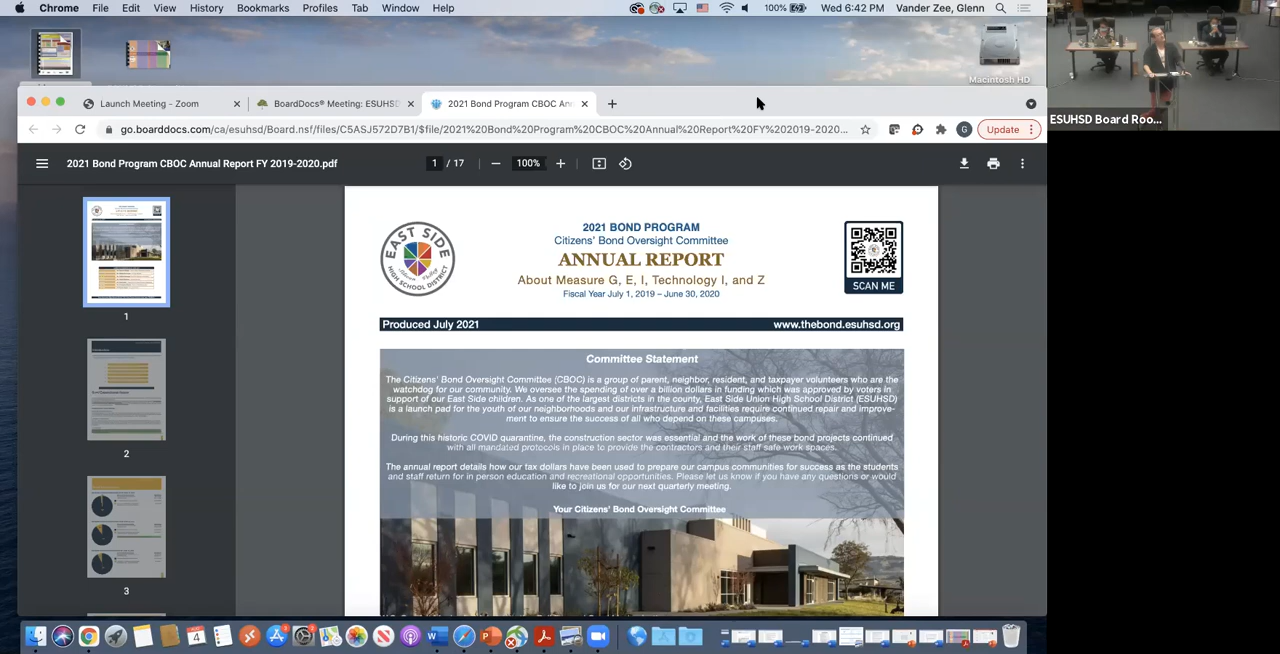 Chrome File Edit View History Bookmarks Profiles Tab Window Help
100% Wed 6:42 PM Vander Zee, Glenn
Macintosh HD
ESUHSD Board Roo...
Launch Meeting - Zoom
BoardDocs® Meeting: ESUHSD
2021 Bond Program CBOC An
go.boarddocs.com/ca/esuhsd/Board.nsf/files/C5ASJ572D7B1/$file/2021%20Bond%20Program%20CBOC%20Annual%20Report%20FY%202019-2020...
G
Update
2021 Bond Program CBOC Annual Report FY 2019-2020.pdf
1 / 17
100%
1
2
3
EAST SIDE
HIGH SCHOOL DISTRICT
2021 BOND PROGRAM
Citizens' Bond Oversight Committee
ANNUAL REPORT
About Measure G, E, I, Technology I, and Z
Fiscal Year July 1, 2019 – June 30, 2020
SCAN ME
Produced July 2021
www.thebond.esuhsd.org
Committee Statement
The Citizens' Bond Oversight Committee (CBOC) is a group of parent, neighbor, resident, and taxpayer volunteers who are the
watchdog for our community. We oversee the spending of over a billion dollars in funding which was approved by voters in
support of our East Side children. As one of the largest districts in the county, East Side Union High School District (ESUHSD)
is a launch pad for the youth of our neighborhoods and our infrastructure and facilities require continued repair and improve-
ment to ensure the success of all who depend on these campuses.
During this historic COVID quarantine, the construction sector was essential and the work of these bond projects continued
with all mandated protocols in place to provide the contractors and their staff safe work spaces.
The annual report details how our tax dollars have been used to prepare our campus communities for success as the students
and staff return for in person education and recreational opportunities. Please let us know if you have any questions or would
like to join us for our next quarterly meeting.
Your Citizens' Bond Oversight Committee
4